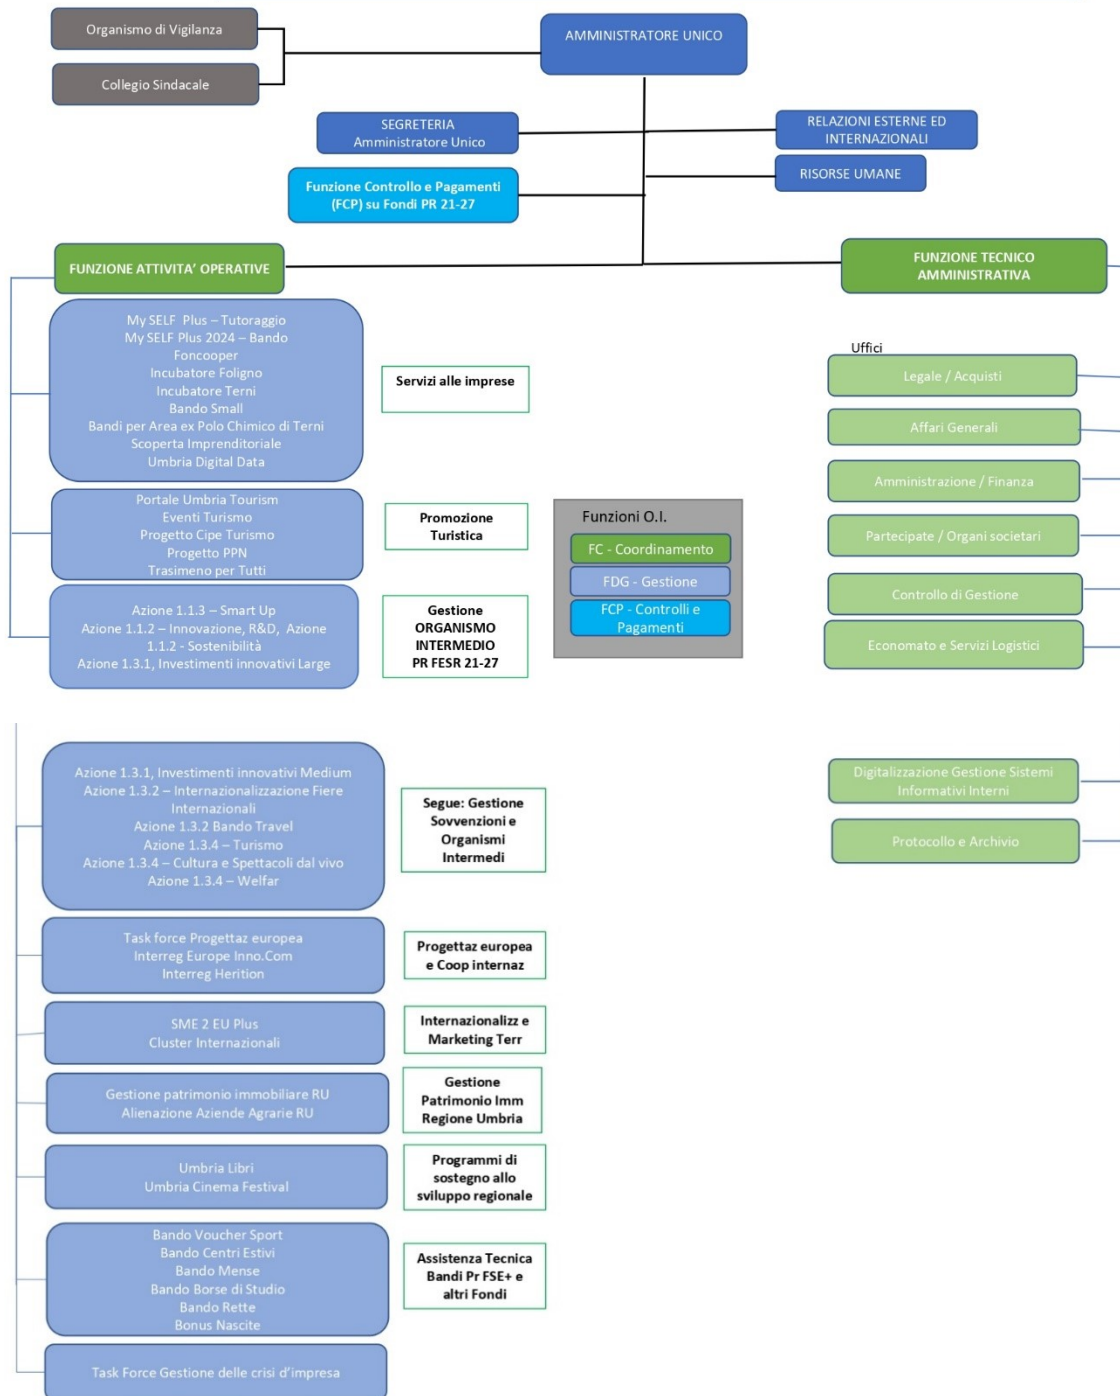 Organismo di Vigilanza
Collegio Sindacale
AMMINISTRATORE UNICO
SEGRETERIA
Amministratore Unico
RELAZIONI ESTERNE ED
INTERNAZIONALI
Funzione Controllo e Pagamenti
(FCP) su Fondi PR 21-27
RISORSE UMANE
FUNZIONE ATTIVITA’ OPERATIVE
FUNZIONE TECNICO
AMMINISTRATIVA
My SELF Plus – Tutoraggio
My SELF Plus 2024 – Bando
Foncooper
Incubatore Foligno
Incubatore Terni
Bando Small
Bandi per Area ex Polo Chimico di Terni
Scoperta Imprenditoriale
Umbria Digital Data
Servizi alle imprese
Portale Umbria Tourism
Eventi Turismo
Progetto Cipe Turismo
Progetto PPN
Trasimeno per Tutti
Promozione
Turistica
Azione 1.1.3 – Smart Up
Azione 1.1.2 – Innovazione, R&D, Azione
1.1.2 - Sostenibilità
Azione 1.3.1, Investimenti innovativi Large
Gestione
ORGANISMO
INTERMEDIO
PR FESR 21-27
Funzioni O.I.
FC - Coordinamento
FDG - Gestione
FCP - Controlli e
Pagamenti
Uffici
Legale / Acquisti
Affari Generali
Amministrazione / Finanza
Partecipate / Organi societari
Controllo di Gestione
Economato e Servizi Logistici
Azione 1.3.1, Investimenti innovativi Medium
Azione 1.3.2 – Internazionalizzazione Fiere
Internazionali
Azione 1.3.2 Bando Travel
Azione 1.3.4 – Turismo
Azione 1.3.4 – Cultura e Spettacoli dal vivo
Azione 1.3.4 – Welfar
Segue: Gestione
Sovvenzioni e
Organismi
Intermedi
Digitalizzazione Gestione Sistemi
Informativi Interni
Protocollo e Archivio
Task force Progettaz europea
Interreg Europe Inno.Com
Interreg Herition
Progettaz europea
e Coop internaz
SME 2 EU Plus
Cluster Internazionali
Internazionalizz e
Marketing Terr
Gestione patrimonio immobiliare RU
Alienazione Aziende Agrarie RU
Gestione
Patrimonio Imm
Regione Umbria
Umbria Libri
Umbria Cinema Festival
Programmi di
sostegno allo
sviluppo regionale
Bando Voucher Sport
Bando Centri Estivi
Bando Mense
Bando Borse di Studio
Bando Rette
Bonus Nascite
Assistenza Tecnica
Bandi Pr FSE+ e
altri Fondi
Task Force Gestione delle crisi d’impresa